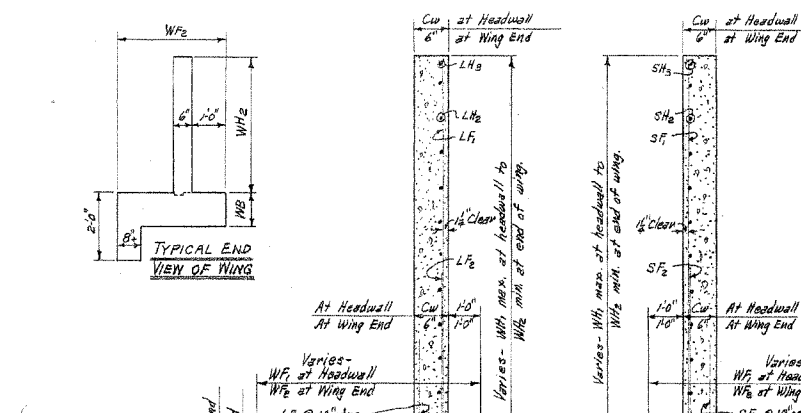 WF2
6"
1'-0"
WH2
WB
2'-0"
8"±
TYPICAL END
VIEW OF WING
Cw at Headwall
6" at Wing End
LH3
LH2
LF1
1½" Clear
LF2
Varies - WH1 max. at headwall to
WH2 min. at end of wing.
At Headwall Cw 1'-0"
At Wing End 6" 1'-0"
Varies-
WF1 at Headwall
WF2 at Wing End
Cw at Headwall
6" at Wing End
SH3
SH2
SF1
1½" Clear
SF2
Varies - WH1 max. at headwall to
WH2 min. at end of wing.
1'-0" Cw At Headwall
1'-0" 6" At Wing End
Varies
WF1 at Head
WF2 at Wing